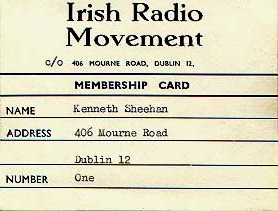 Irish Radio
Movement
c/o 406 MOURNE ROAD, DUBLIN 12,
MEMBERSHIP CARD
NAME Kenneth Sheehan
ADDRESS 406 Mourne Road
Dublin 12
NUMBER One